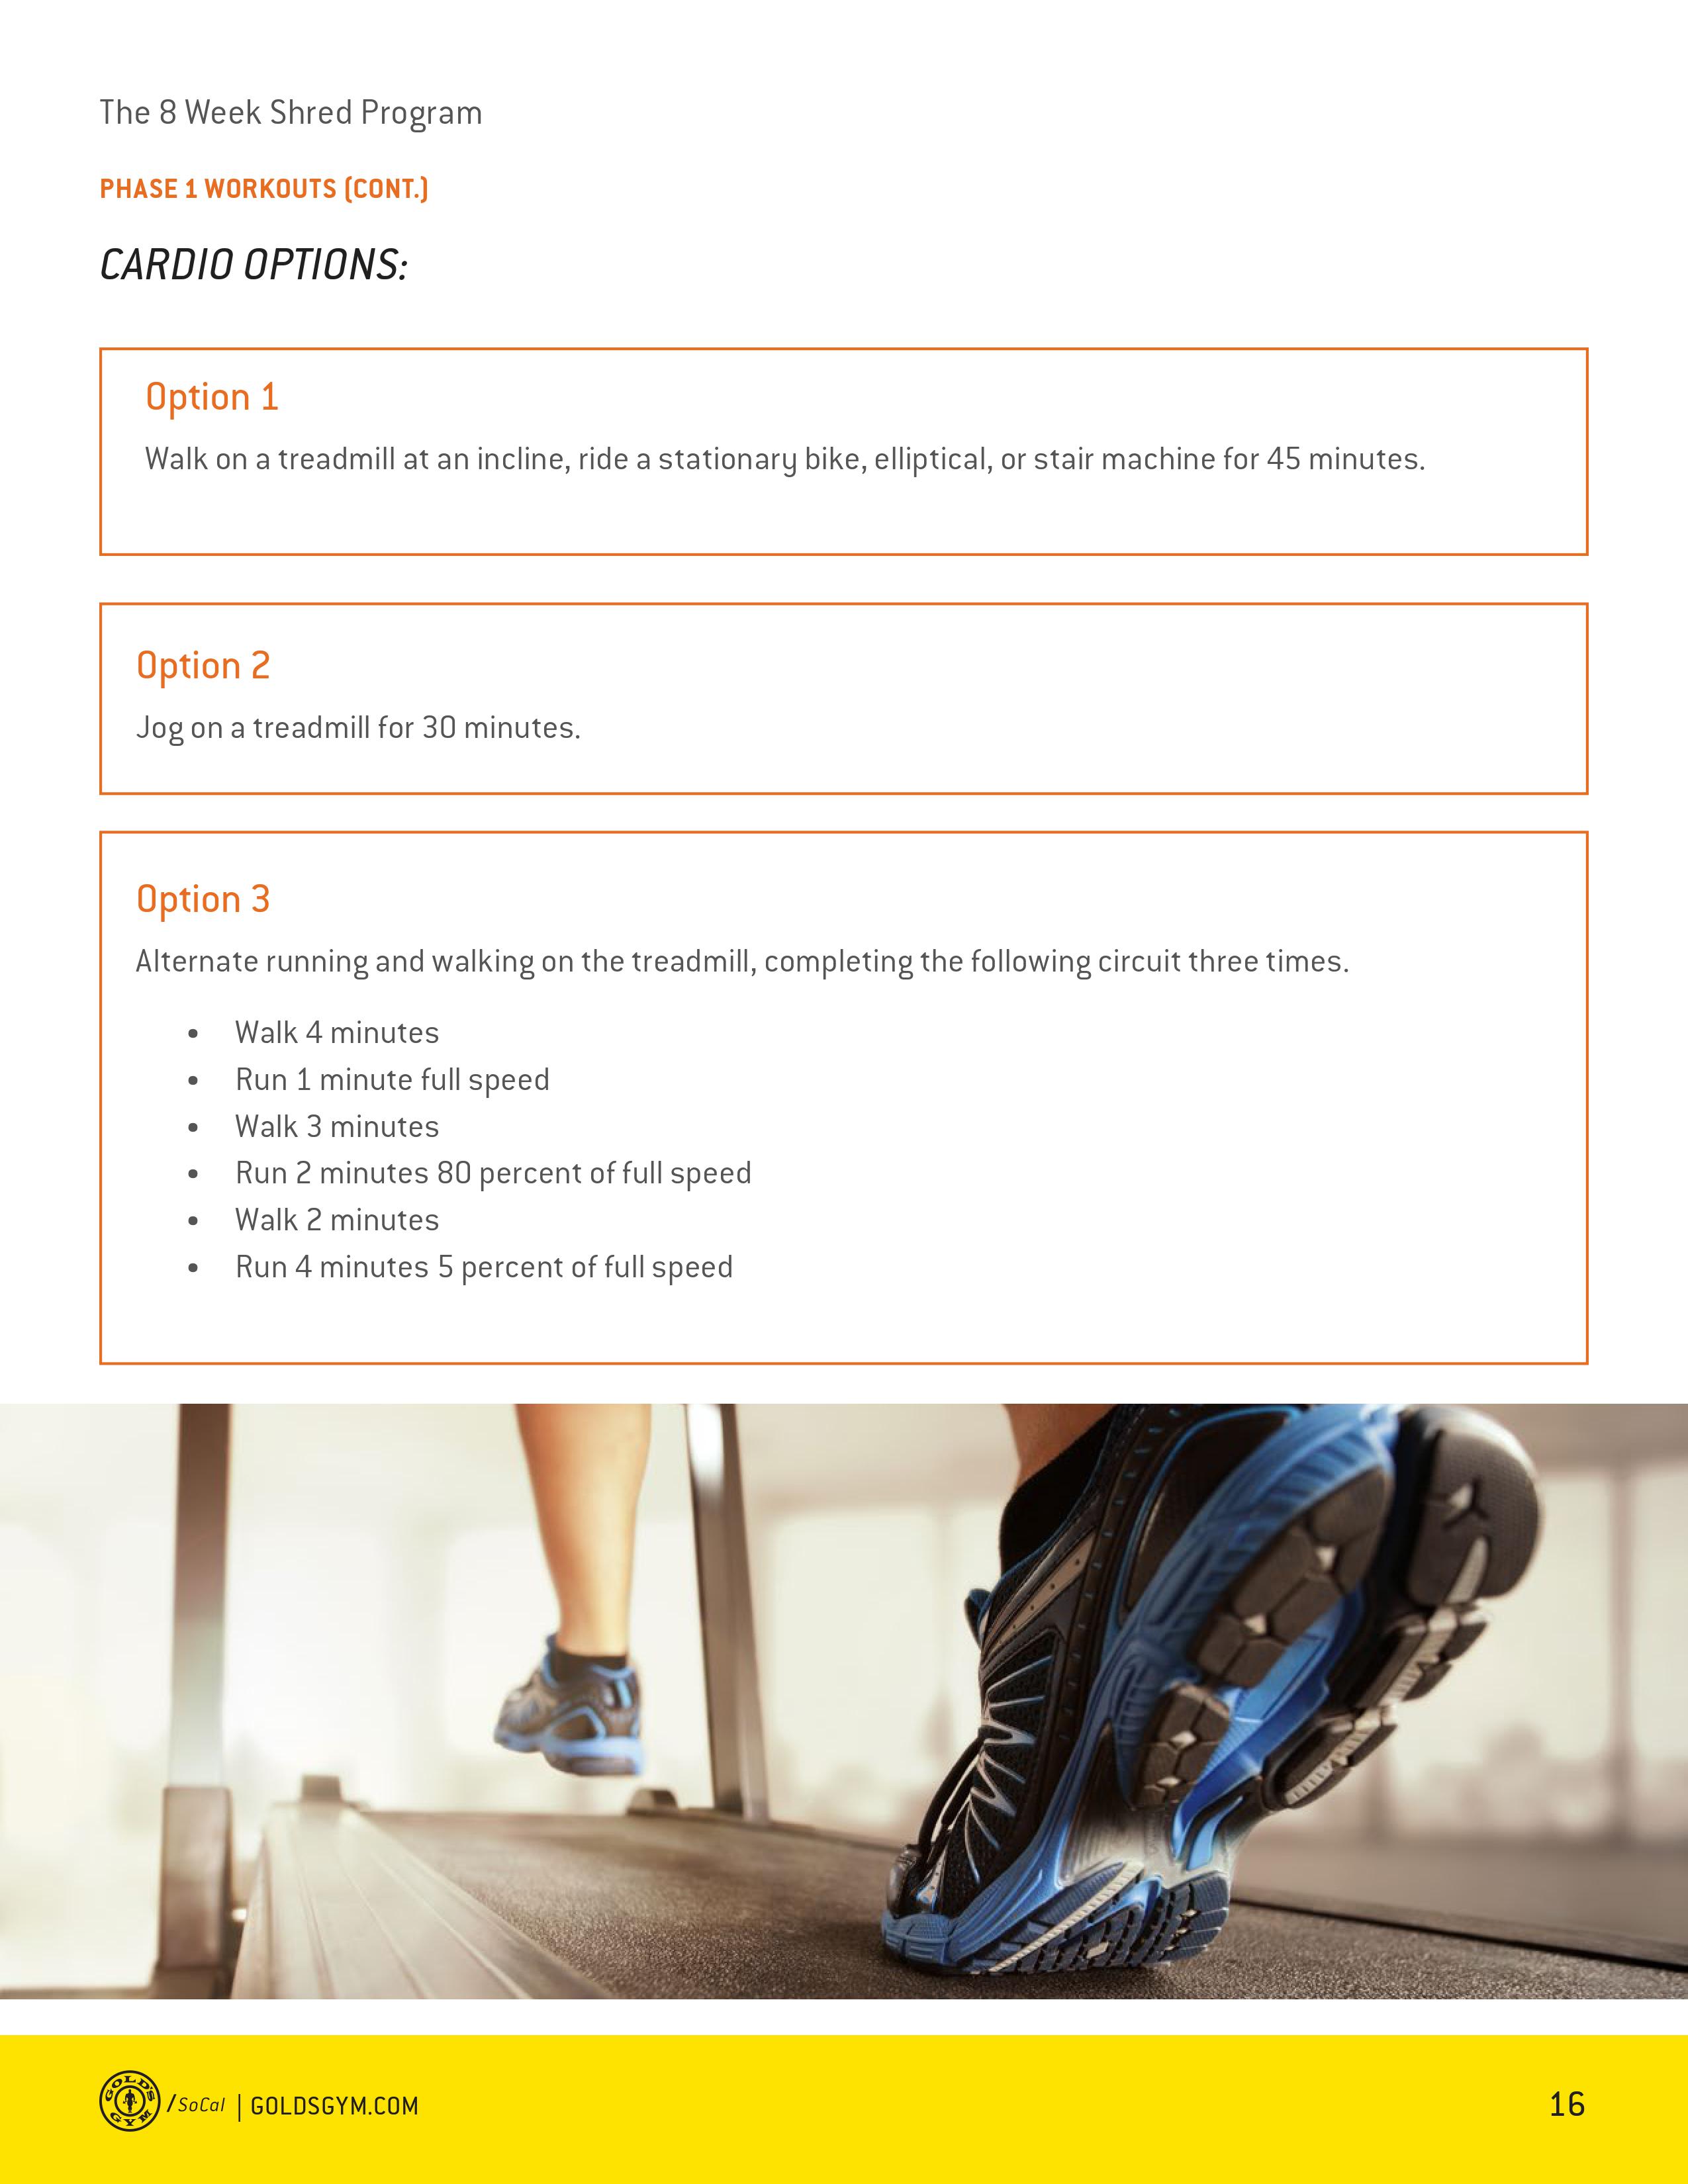 The 8 Week Shred Program
PHASE 1 WORKOUTS (CONT.)
CARDIO OPTIONS:
Option 1
Walk on a treadmill at an incline, ride a stationary bike, elliptical, or stair machine for 45 minutes.
Option 2
Jog on a treadmill for 30 minutes.
Option 3
Alternate running and walking on the treadmill, completing the following circuit three times.
• Walk 4 minutes
• Run 1 minute full speed
• Walk 3 minutes
• Run 2 minutes 80 percent of full speed
• Walk 2 minutes
• Run 4 minutes 5 percent of full speed
GOLD'S GYM /SoCal | GOLDSGYM.COM
16